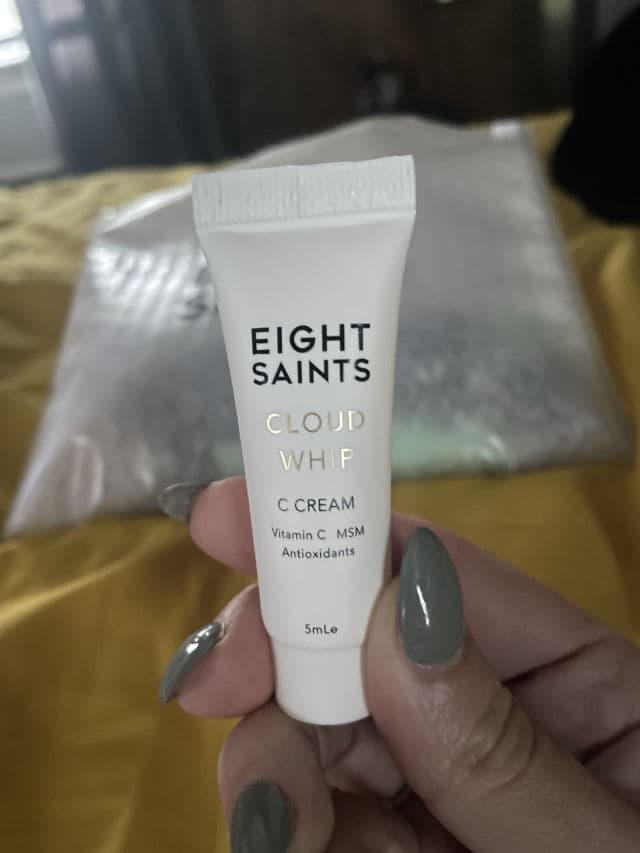 EIGHT
SAINTS
CLOUD
WHIP
C CREAM
Vitamin C MSM
Antioxidants
5mLe